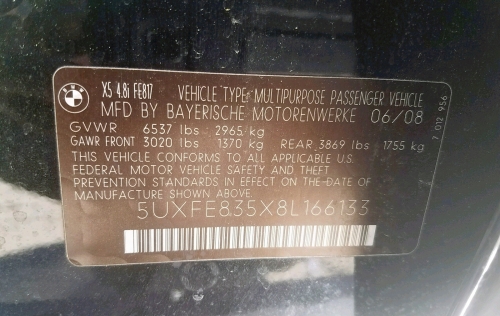 BMW
X5 4.8i FE817 VEHICLE TYPE: MULTIPURPOSE PASSENGER VEHICLE
MFD BY BAYERISCHE MOTORENWERKE 06/08
GVWR 6537 lbs 2965 kg
GAWR FRONT 3020 lbs 1370 kg REAR 3869 lbs 1755 kg
THIS VEHICLE CONFORMS TO ALL APPLICABLE U.S.
FEDERAL MOTOR VEHICLE SAFETY AND THEFT
PREVENTION STANDARDS IN EFFECT ON THE DATE OF
MANUFACTURE SHOWN ABOVE.
5UXFE835X8L166133
7 012 956